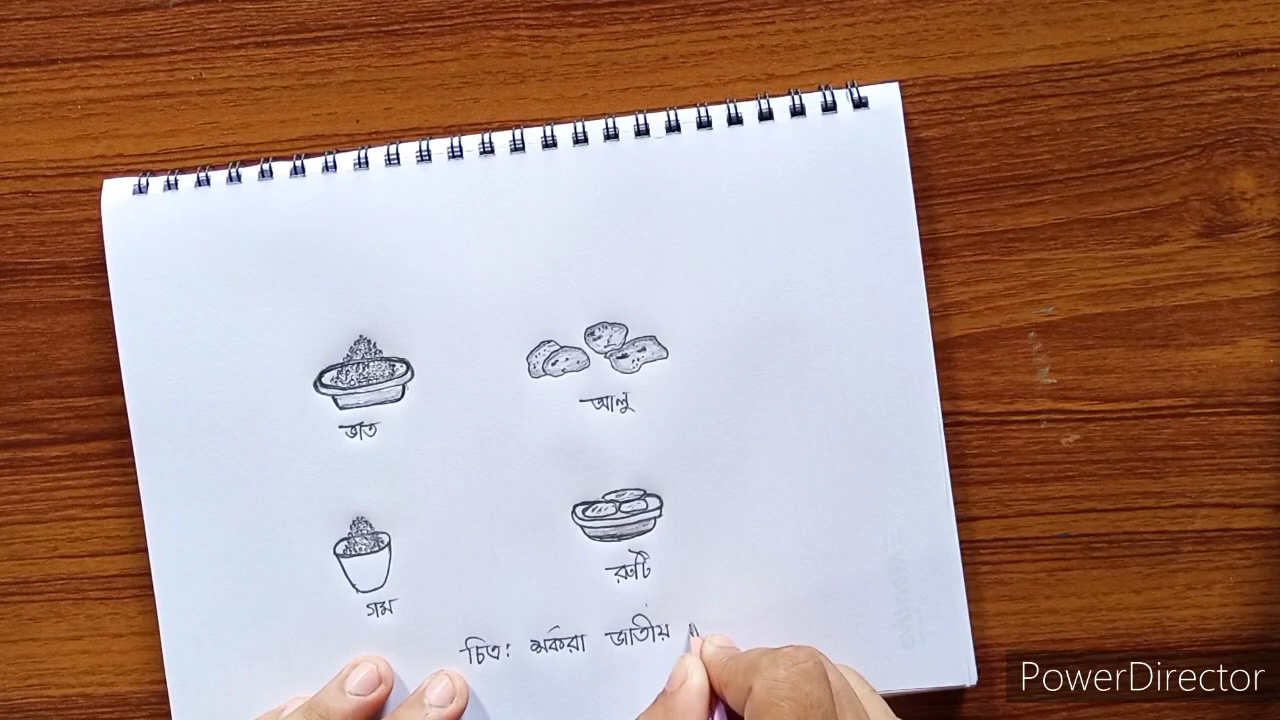 ভাত
আলু
গম
রুটি
চিত্র: শর্করা জাতীয়
PowerDirector